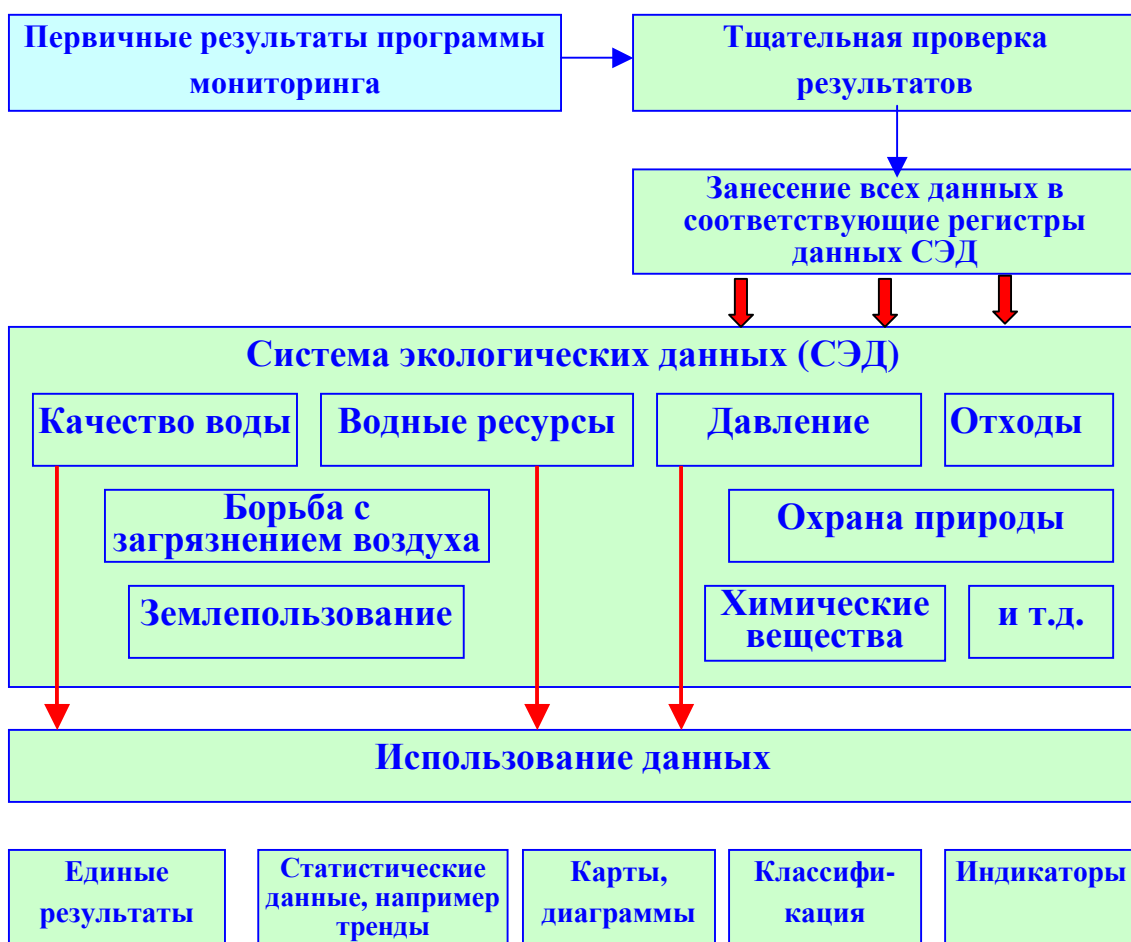 Первичные результаты программы
мониторинга
Тщательная проверка
результатов
Занесение всех данных в
соответствующие регистры
данных СЭД
Система экологических данных (СЭД)
Качество воды
Водные ресурсы
Давление
Отходы
Борьба с
загрязнением воздуха
Охрана природы
Землепользование
Химические
вещества
и т.д.
Использование данных
Единые
результаты
Статистические
данные, например
тренды
Карты,
диаграммы
Классифи-
кация
Индикаторы